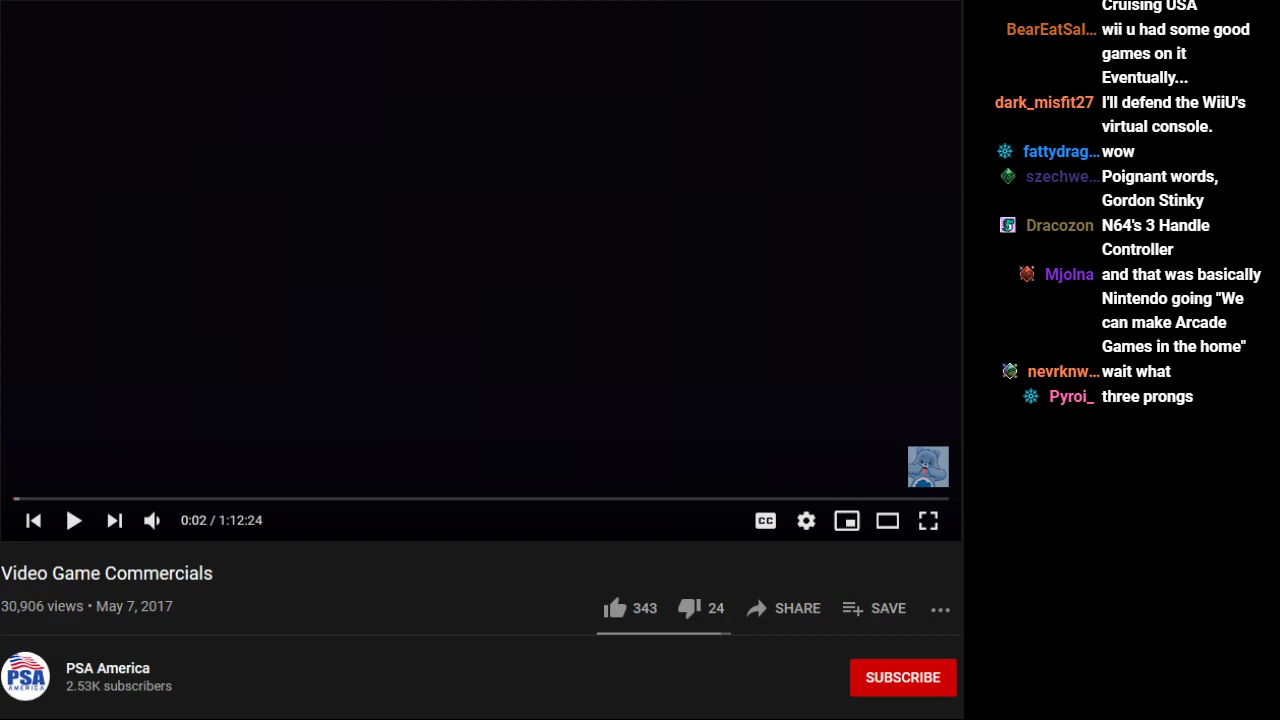 Cruising USA
BearEatSal... wii u had some good
games on it
Eventually...
dark_misfit27 I'll defend the WiiU's
virtual console.
fattydrag... wow
szechwe... Poignant words,
Gordon Stinky
Dracozon N64's 3 Handle
Controller
Mjolna and that was basically
Nintendo going "We
can make Arcade
Games in the home"
nevrknw... wait what
Pyroi_ three prongs
0:02 / 1:12:24
CC
Video Game Commercials
30,906 views • May 7, 2017
343
24
SHARE
SAVE
PSA
AMERICA
PSA America
2.53K subscribers
SUBSCRIBE